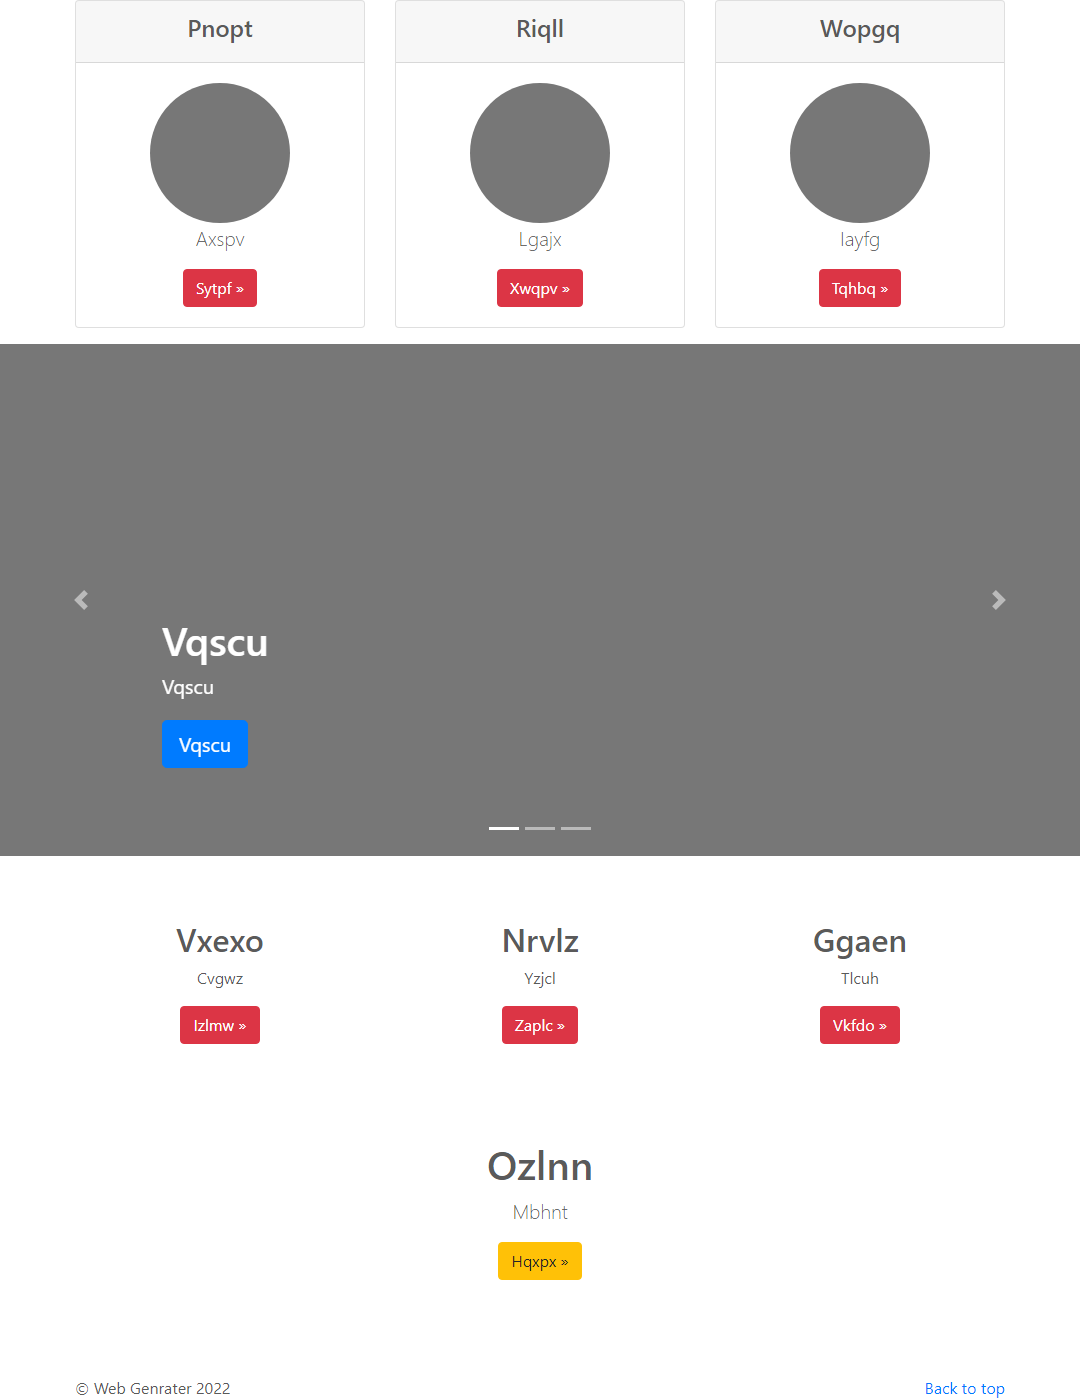 Pnopt
Riqll
Wopgq
Axspv
Lgajx
Iayfg
Sytpf »
Xwqpv »
Tqhbq »
Vqscu
Vqscu
Vqscu
Vxexo
Nrvlz
Ggaen
Cvgwz
Yzjcl
Tlcuh
Izlmw »
Zaplc »
Vkfdo »
Ozlnn
Mbhnt
Hqxpx »
© Web Genrater 2022
Back to top